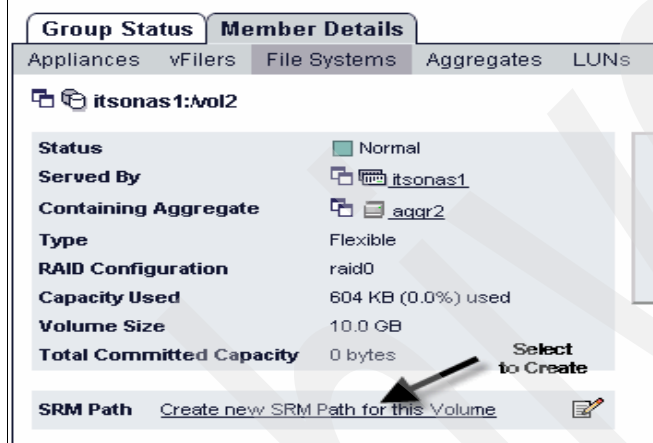 Group Status Member Details
Appliances vFilers File Systems Aggregates LUNs
itsonas1:/vol2
Status Normal
Served By itsonas1
Containing Aggregate aggr2
Type Flexible
RAID Configuration raid0
Capacity Used 604 KB (0.0%) used
Volume Size 10.0 GB
Total Committed Capacity 0 bytes
Select
to Create
SRM Path Create new SRM Path for this Volume